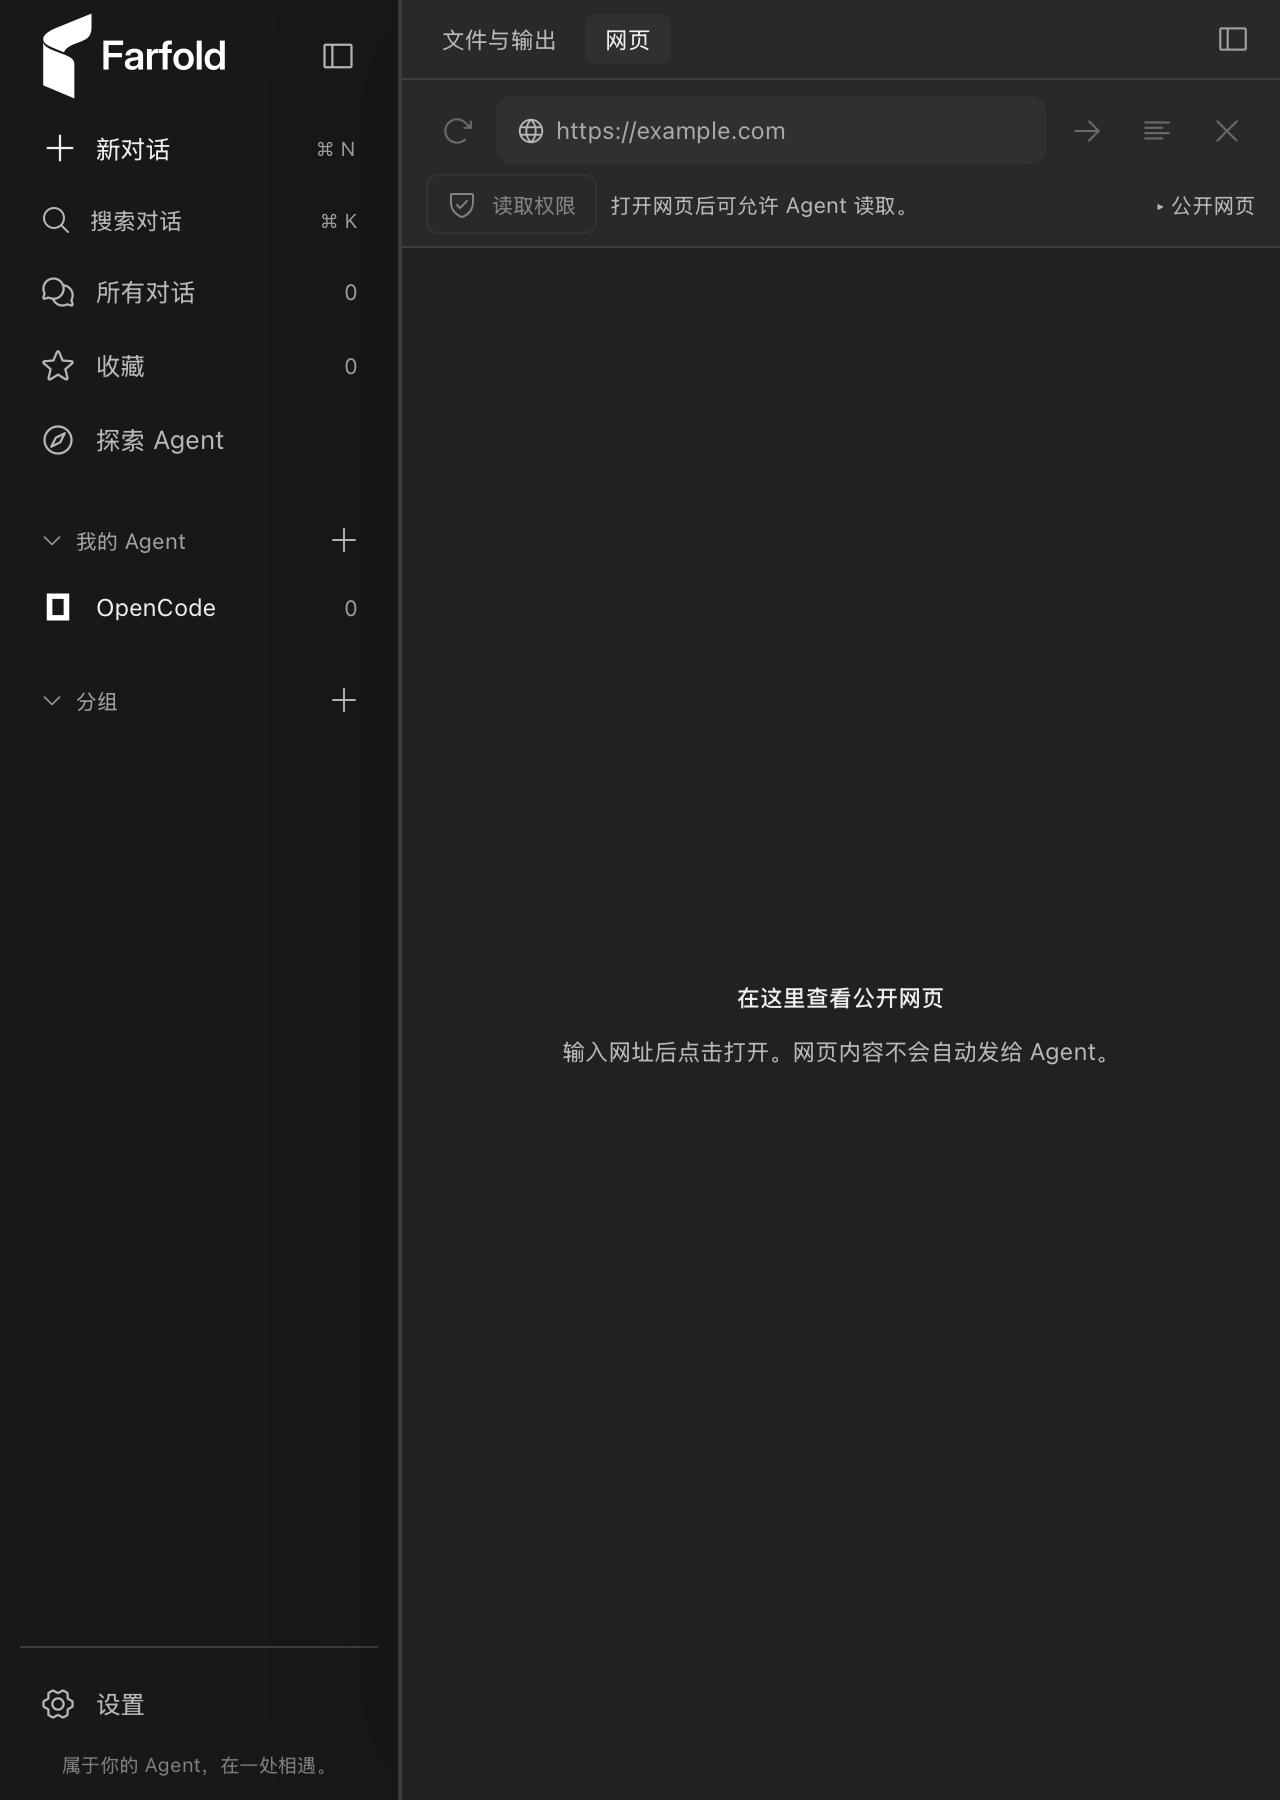 Farfold
新对话 ⌘ N
搜索对话 ⌘ K
所有对话 0
收藏 0
探索 Agent
我的 Agent
OpenCode 0
分组
设置
属于你的 Agent，在一处相遇。
文件与输出 网页
https://example.com
读取权限 打开网页后可允许 Agent 读取。 ▸ 公开网页
在这里查看公开网页
输入网址后点击打开。网页内容不会自动发给 Agent。